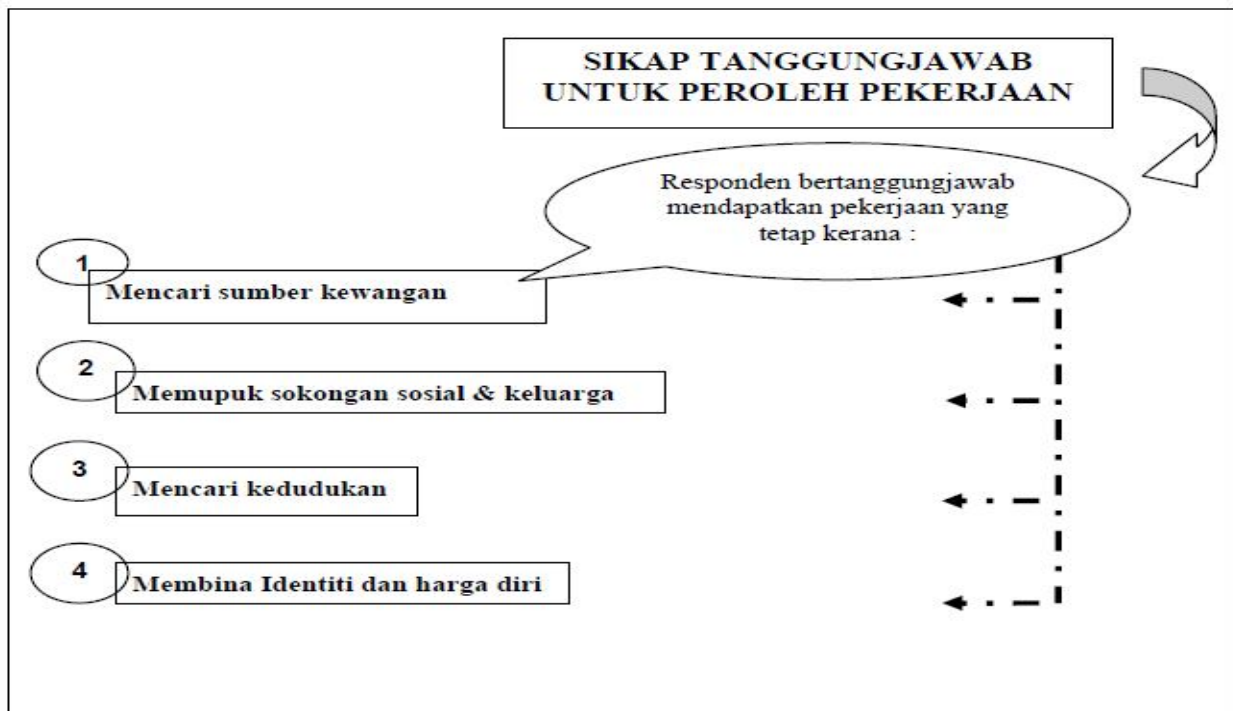 SIKAP TANGGUNGJAWAB
UNTUK PEROLEH PEKERJAAN
Responden bertanggungjawab
mendapatkan pekerjaan yang
tetap kerana :
1
Mencari sumber kewangan
2
Memupuk sokongan sosial & keluarga
3
Mencari kedudukan
4
Membina Identiti dan harga diri